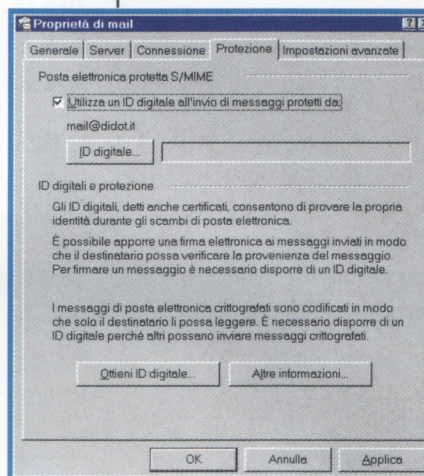 Proprietà di mail
Generale Server Connessione Protezione Impostazioni avanzate
Posta elettronica protetta S/MIME
Utilizza un ID digitale all'invio di messaggi protetti da:
mail@didot.it
ID digitale...
ID digitali e protezione
Gli ID digitali, detti anche certificati, consentono di provare la propria
identità durante gli scambi di posta elettronica.
È possibile apporre una firma elettronica ai messaggi inviati in modo
che il destinatario possa verificare la provenienza del messaggio.
Per firmare un messaggio è necessario disporre di un ID digitale.
I messaggi di posta elettronica crittografati sono codificati in modo
che solo il destinatario li possa leggere. È necessario disporre di un
ID digitale perchè altri possano inviare messaggi crittografati.
Ottieni ID digitale... Altre informazioni...
OK Annulla Applica